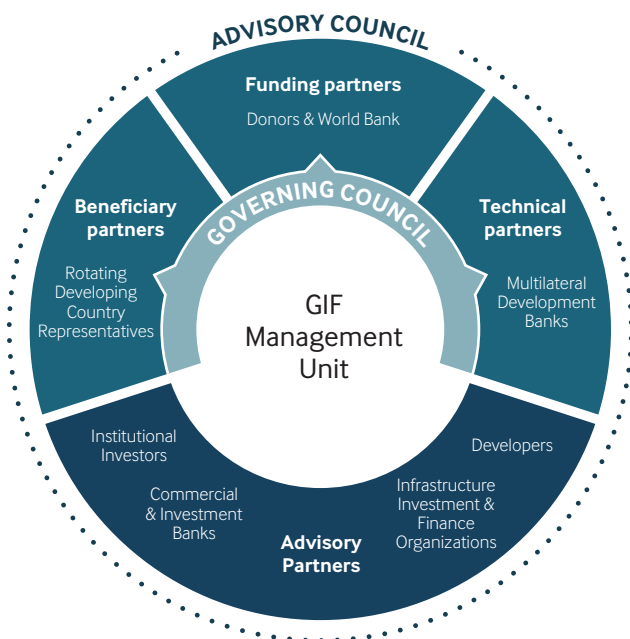 ADVISORY COUNCIL
Funding partners
Donors & World Bank
GOVERNING COUNCIL
Beneficiary
partners
Rotating
Developing
Country
Representatives
Technical
partners
Multilateral
Development
Banks
GIF
Management
Unit
Institutional
Investors
Commercial
& Investment
Banks
Advisory
Partners
Developers
Infrastructure
Investment &
Finance
Organizations